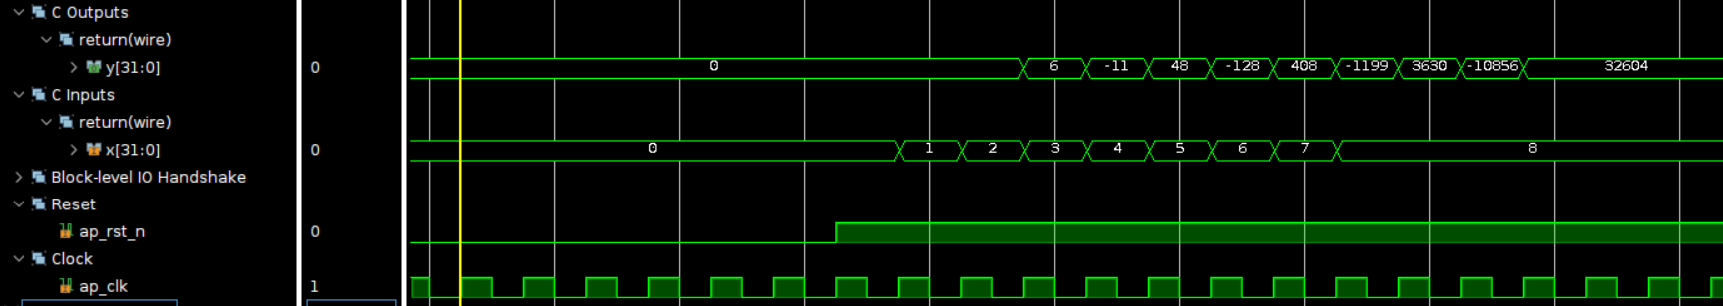 C Outputs
return(wire)
y[31:0] 0 0 6 -11 48 -128 408 -1199 3630 -10856 32604
C Inputs
return(wire)
x[31:0] 0 0 1 2 3 4 5 6 7 8
Block-level IO Handshake
Reset
ap_rst_n 0
Clock
ap_clk 1